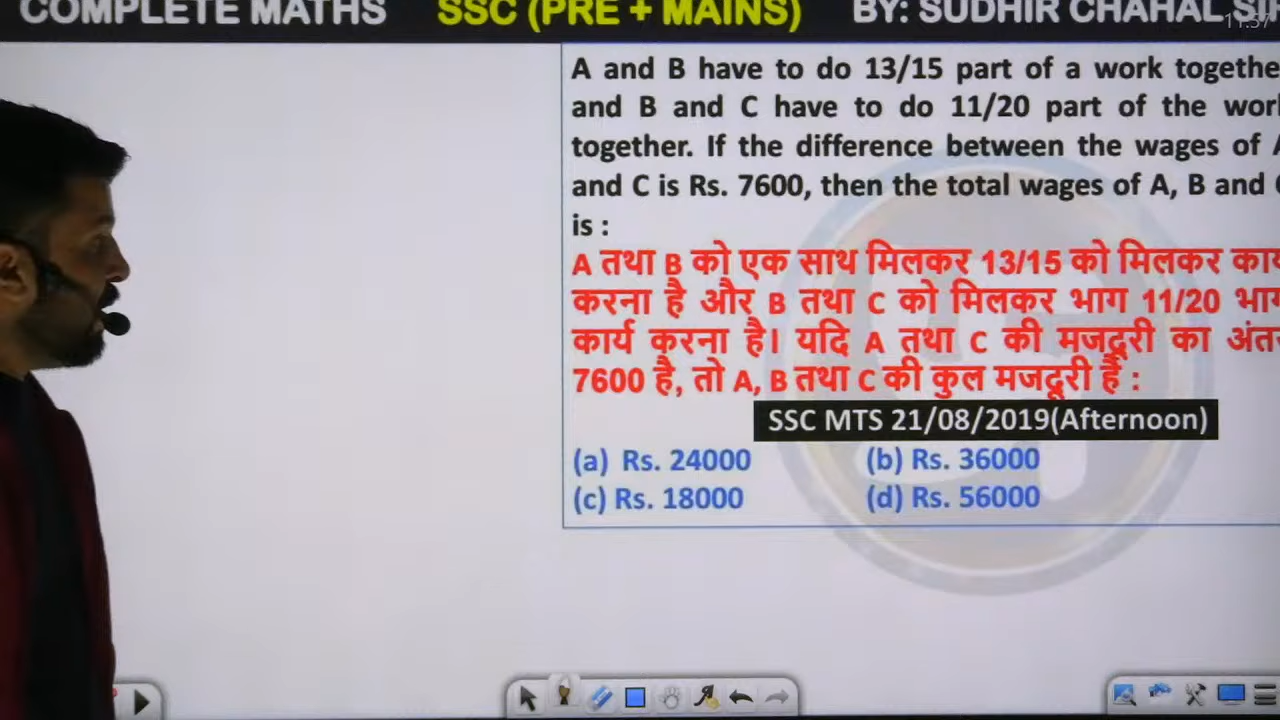 COMPLETE MATHS SSC (PRE + MAINS) BY: SUDHIR CHAHAL SIR
11:37
A and B have to do 13/15 part of a work togethe
and B and C have to do 11/20 part of the wor
together. If the difference between the wages of A
and C is Rs. 7600, then the total wages of A, B and C
is :
A तथा B को एक साथ मिलकर 13/15 को मिलकर कार्य
करना है और B तथा C को मिलकर भाग 11/20 भाग
कार्य करना है। यदि A तथा C की मजदूरी का अंतर
7600 है, तो A, B तथा C की कुल मजदूरी है :
SSC MTS 21/08/2019(Afternoon)
(a) Rs. 24000 (b) Rs. 36000
(c) Rs. 18000 (d) Rs. 56000